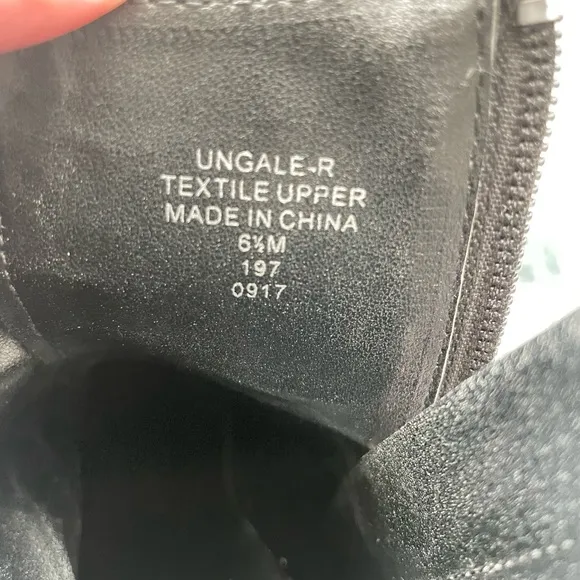 UNGALE-R
TEXTILE UPPER
MADE IN CHINA
6½M
197
0917